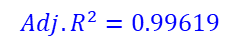 Adj. R² = 0.99619